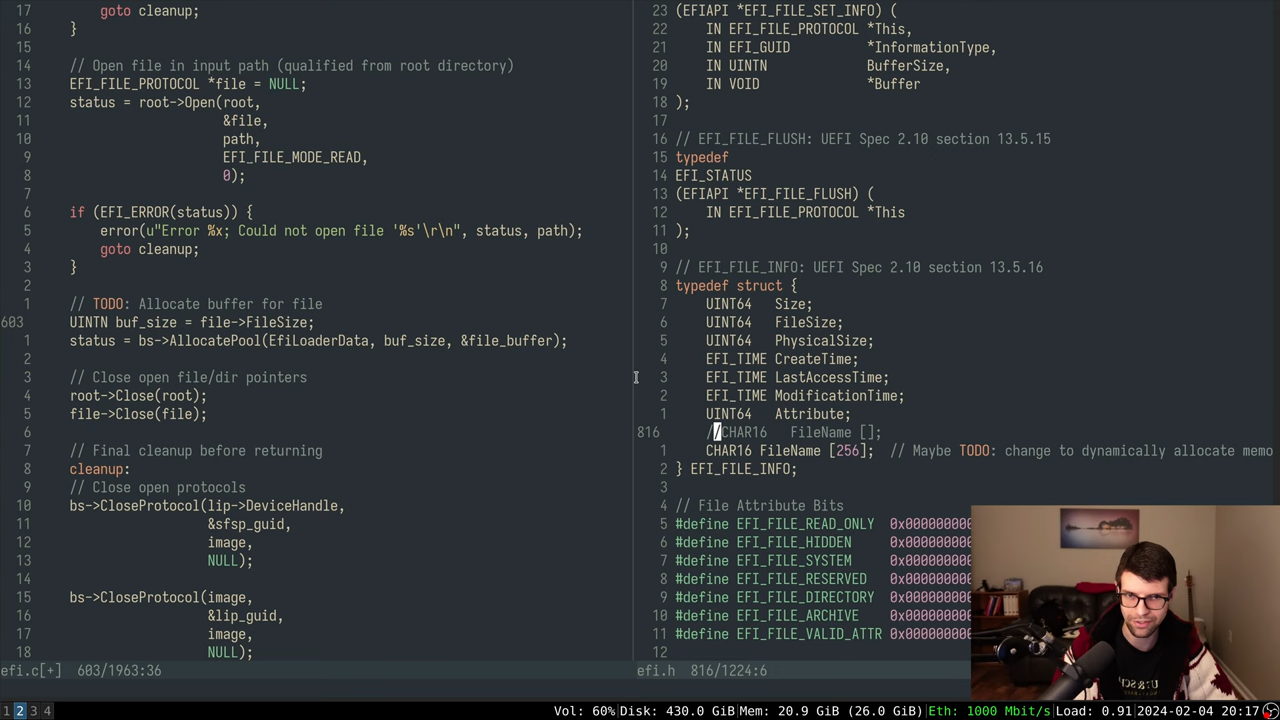 17 goto cleanup;
16 }
15
14 // Open file in input path (qualified from root directory)
13 EFI_FILE_PROTOCOL *file = NULL;
12 status = root->Open(root,
11 &file,
10 path,
9 EFI_FILE_MODE_READ,
8 0);
7
6 if (EFI_ERROR(status)) {
5 error(u"Error %x; Could not open file '%s'\r\n", status, path);
4 goto cleanup;
3 }
2
1 // TODO: Allocate buffer for file
603 UINTN buf_size = file->FileSize;
1 status = bs->AllocatePool(EfiLoaderData, buf_size, &file_buffer);
2
3 // Close open file/dir pointers
4 root->Close(root);
5 file->Close(file);
6
7 // Final cleanup before returning
8 cleanup:
9 // Close open protocols
10 bs->CloseProtocol(lip->DeviceHandle,
11 &sfsp_guid,
12 image,
13 NULL);
14
15 bs->CloseProtocol(image,
16 &lip_guid,
17 image,
18 NULL);
efi.c[+] 603/1963:36
23 (EFIAPI *EFI_FILE_SET_INFO) (
22 IN EFI_FILE_PROTOCOL *This,
21 IN EFI_GUID *InformationType,
20 IN UINTN BufferSize,
19 IN VOID *Buffer
18 );
17
16 // EFI_FILE_FLUSH: UEFI Spec 2.10 section 13.5.15
15 typedef
14 EFI_STATUS
13 (EFIAPI *EFI_FILE_FLUSH) (
12 IN EFI_FILE_PROTOCOL *This
11 );
10
9 // EFI_FILE_INFO: UEFI Spec 2.10 section 13.5.16
8 typedef struct {
7 UINT64 Size;
6 UINT64 FileSize;
5 UINT64 PhysicalSize;
4 EFI_TIME CreateTime;
3 EFI_TIME LastAccessTime;
2 EFI_TIME ModificationTime;
1 UINT64 Attribute;
816 //CHAR16 FileName [];
1 CHAR16 FileName [256]; // Maybe TODO: change to dynamically allocate memo
2 } EFI_FILE_INFO;
3
4 // File Attribute Bits
5 #define EFI_FILE_READ_ONLY 0x000000000
6 #define EFI_FILE_HIDDEN 0x000000000
7 #define EFI_FILE_SYSTEM 0x000000000
8 #define EFI_FILE_RESERVED 0x000000000
9 #define EFI_FILE_DIRECTORY 0x000000000
10 #define EFI_FILE_ARCHIVE 0x000000000
11 #define EFI_FILE_VALID_ATTR 0x000000000
12
efi.h 816/1224:6
1 2 3 4 Vol: 60%|Disk: 430.0 GiB|Mem: 20.9 GiB (26.0 GiB)|Eth: 1000 Mbit/s|Load: 0.91|2024-02-04 20:17